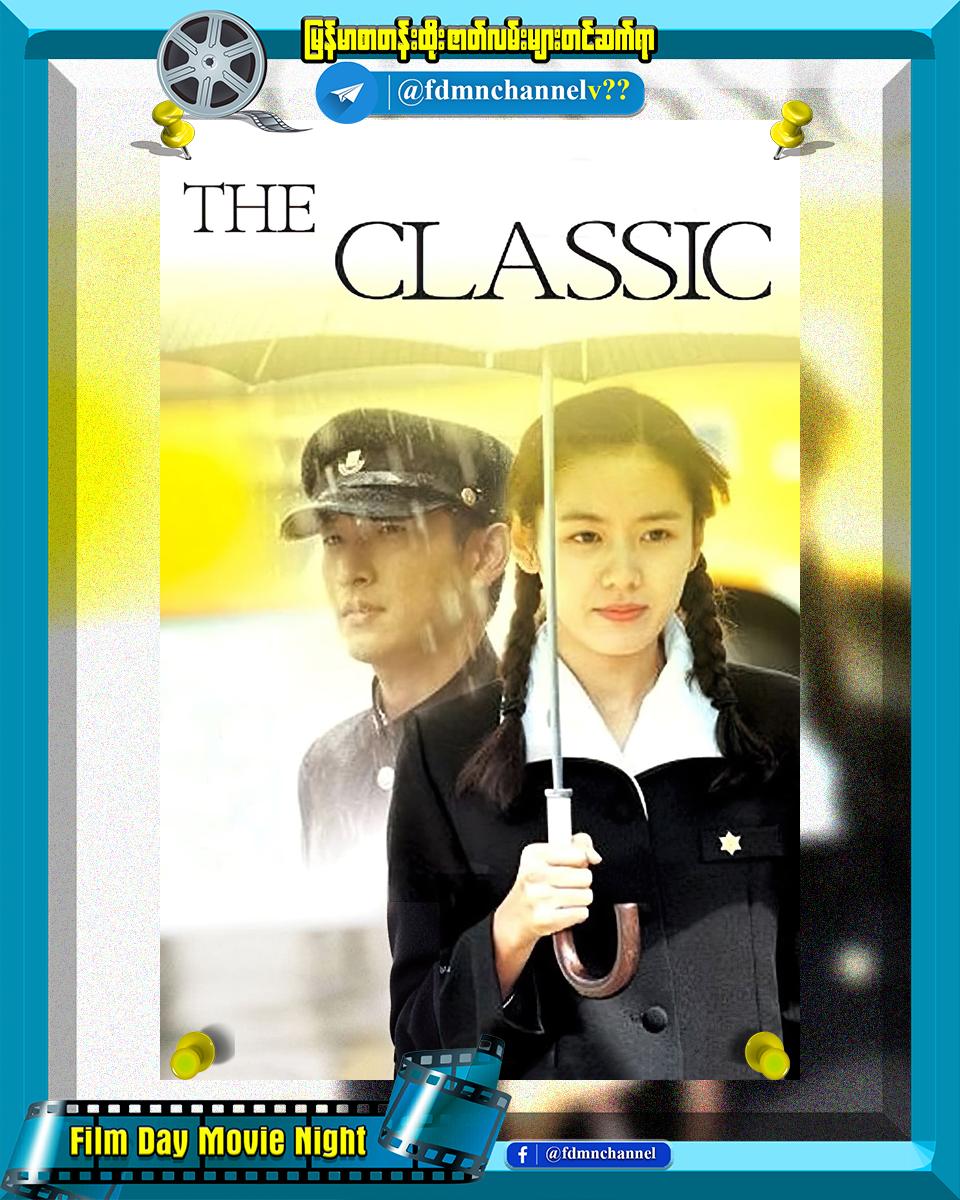 မြန်မာစာတန်းထိုးဇာတ်လမ်းများတင်ဆက်ရာ
@fdmnchannelv??
THE
CLASSIC
Film Day Movie Night
f @fdmnchannel